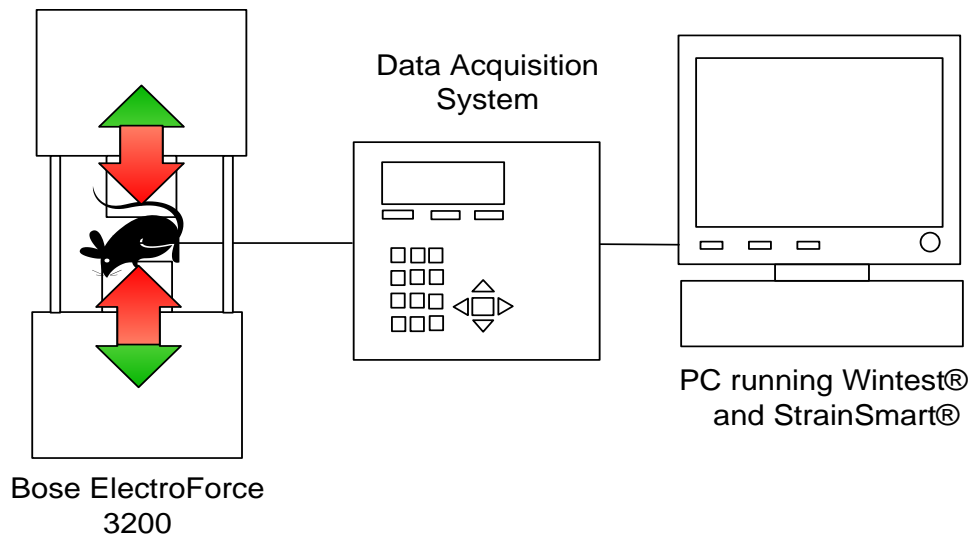 Data Acquisition
System
PC running Wintest®
and StrainSmart®
Bose ElectroForce
3200